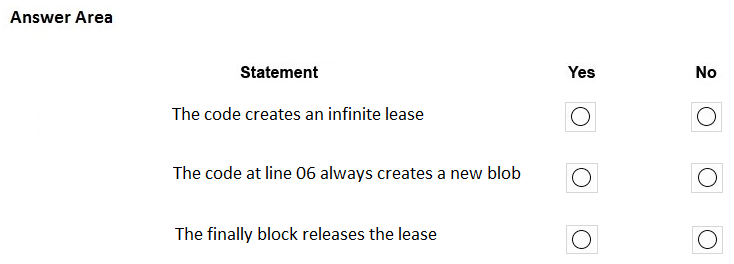 Answer Area
Statement Yes No
The code creates an infinite lease
The code at line 06 always creates a new blob
The finally block releases the lease